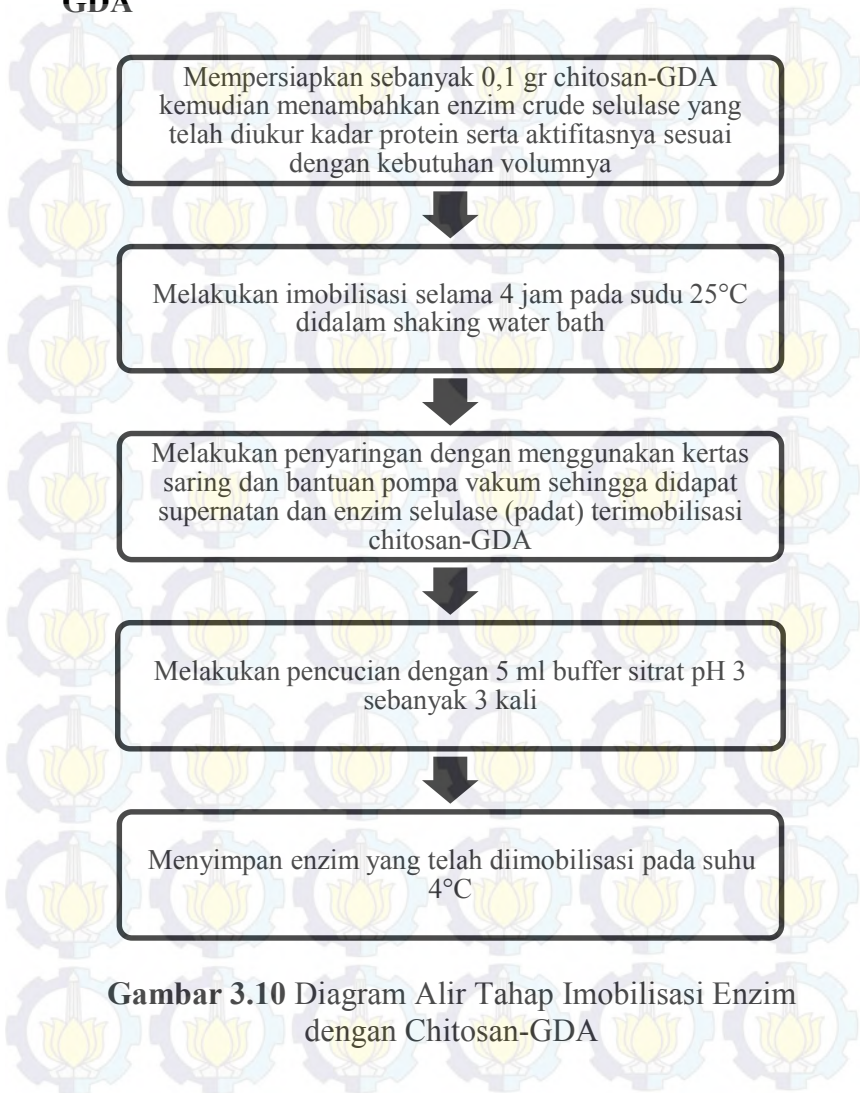 GDA
Mempersiapkan sebanyak 0,1 gr chitosan-GDA
kemudian menambahkan enzim crude selulase yang
telah diukur kadar protein serta aktifitasnya sesuai
dengan kebutuhan volumnya
Melakukan imobilisasi selama 4 jam pada sudu 25°C
didalam shaking water bath
Melakukan penyaringan dengan menggunakan kertas
saring dan bantuan pompa vakum sehingga didapat
supernatan dan enzim selulase (padat) terimobilisasi
chitosan-GDA
Melakukan pencucian dengan 5 ml buffer sitrat pH 3
sebanyak 3 kali
Menyimpan enzim yang telah diimobilisasi pada suhu
4°C
Gambar 3.10 Diagram Alir Tahap Imobilisasi Enzim
dengan Chitosan-GDA